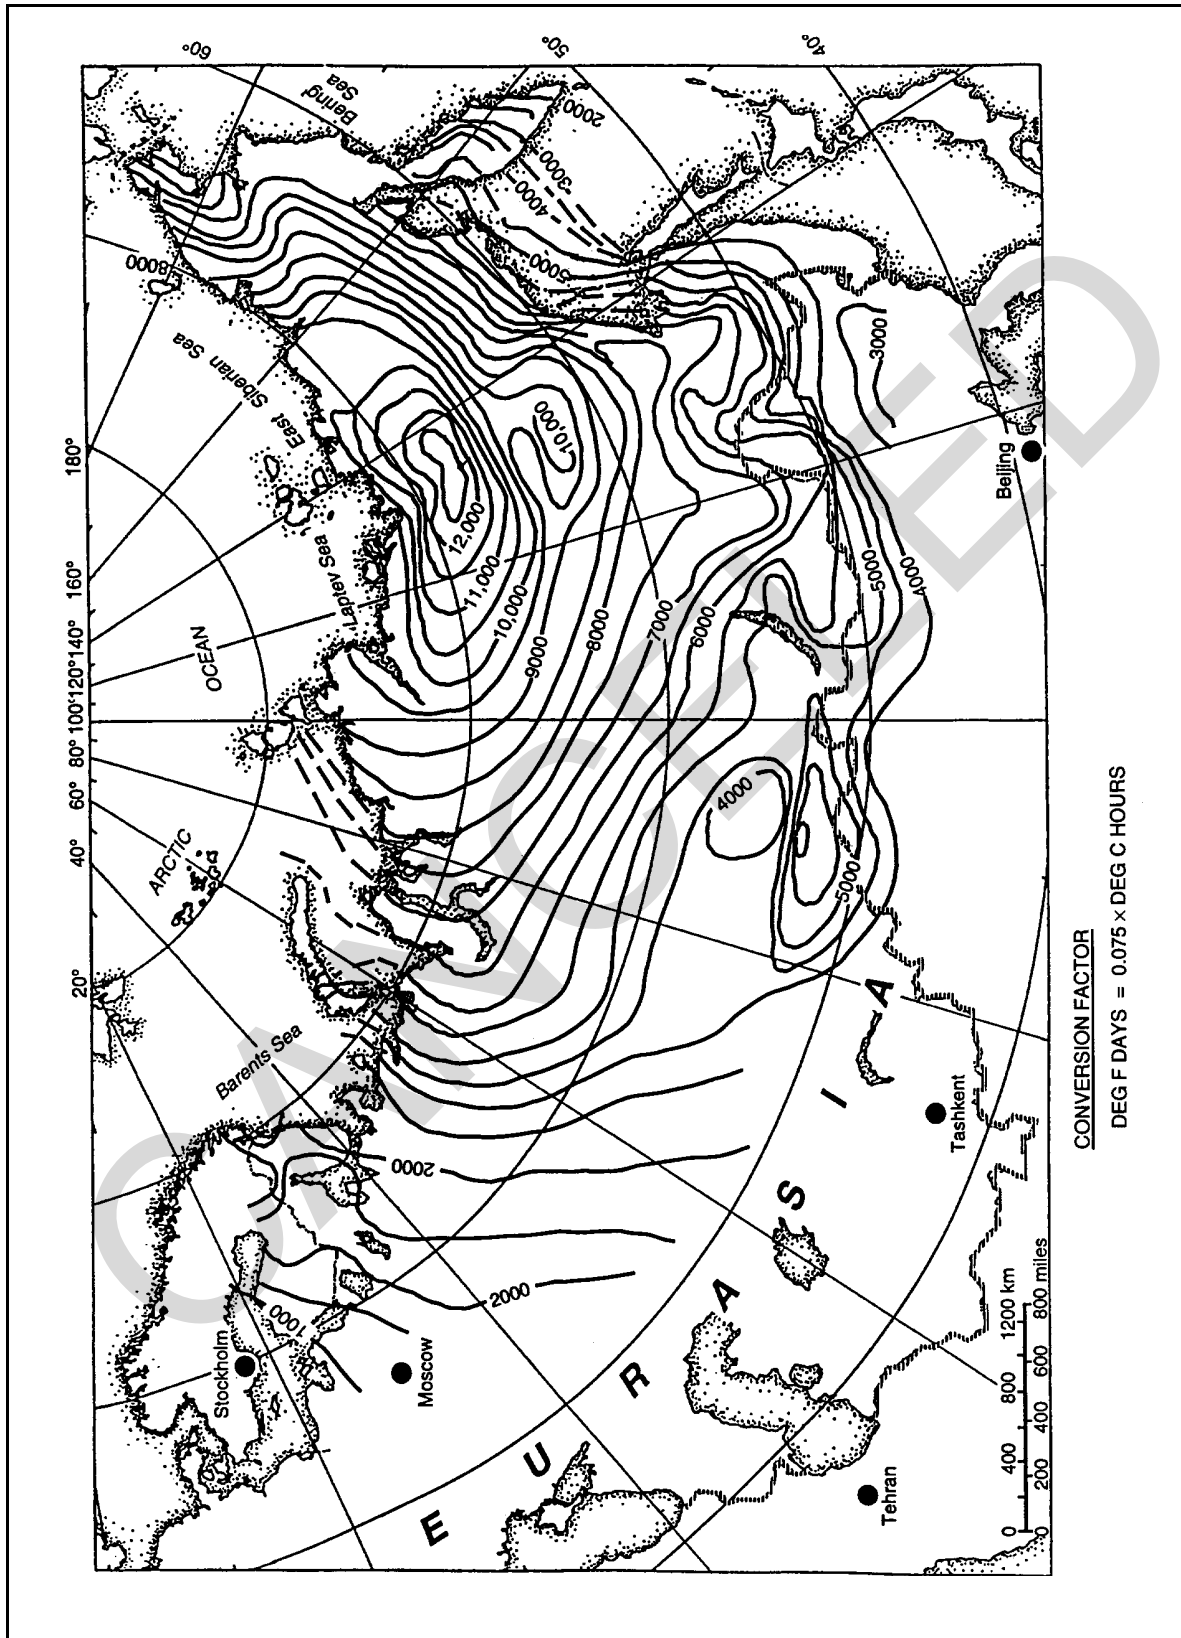 60°
50°
40°
Bering
Sea
8000
2000
3000
4000
5000
3000
East Siberian Sea
10,000
180°
160°
140°
120°
100°
80°
60°
40°
20°
Laptev Sea
12,000
11,000
10,000
9000
8000
7000
6000
5000
4000
Beijing
OCEAN
ARCTIC
4000
5000
Barents Sea
2000
2000
1000
Stockholm
Moscow
Tashkent
Tehran
EURASIA
0 400 800 1200 km
0 200 400 600 800 miles
CONVERSION FACTOR
DEG F DAYS = 0.075 × DEG C HOURS
CANCELED